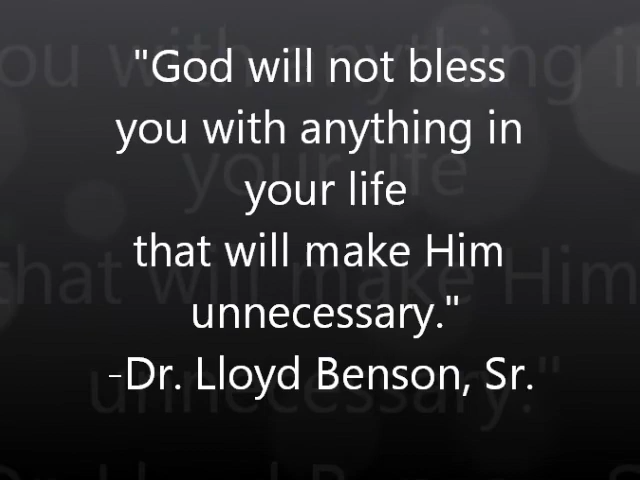 "God will not bless
you with anything in
your life
that will make Him
unnecessary."
-Dr. Lloyd Benson, Sr.